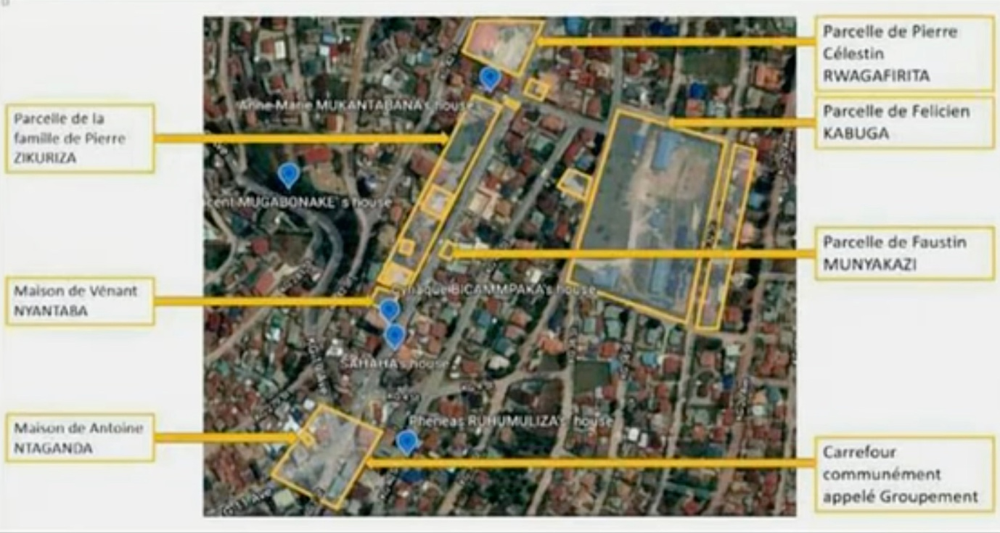 Parcelle de Pierre
Célestin
RWAGAFIRITA
Parcelle de Felicien
KABUGA
Anne-Marie MUKANTABANA's house
Parcelle de la
famille de Pierre
ZIKURIZA
cent MUGABONAKE's house
Parcelle de Faustin
MUNYAKAZI
Maison de Vénant
NYANTABA
BICAMMPAKA's house
SAHAHA's house
Pheneas RUHUMULIZA's house
Maison de Antoine
NTAGANDA
Carrefour
communément
appelé Groupement